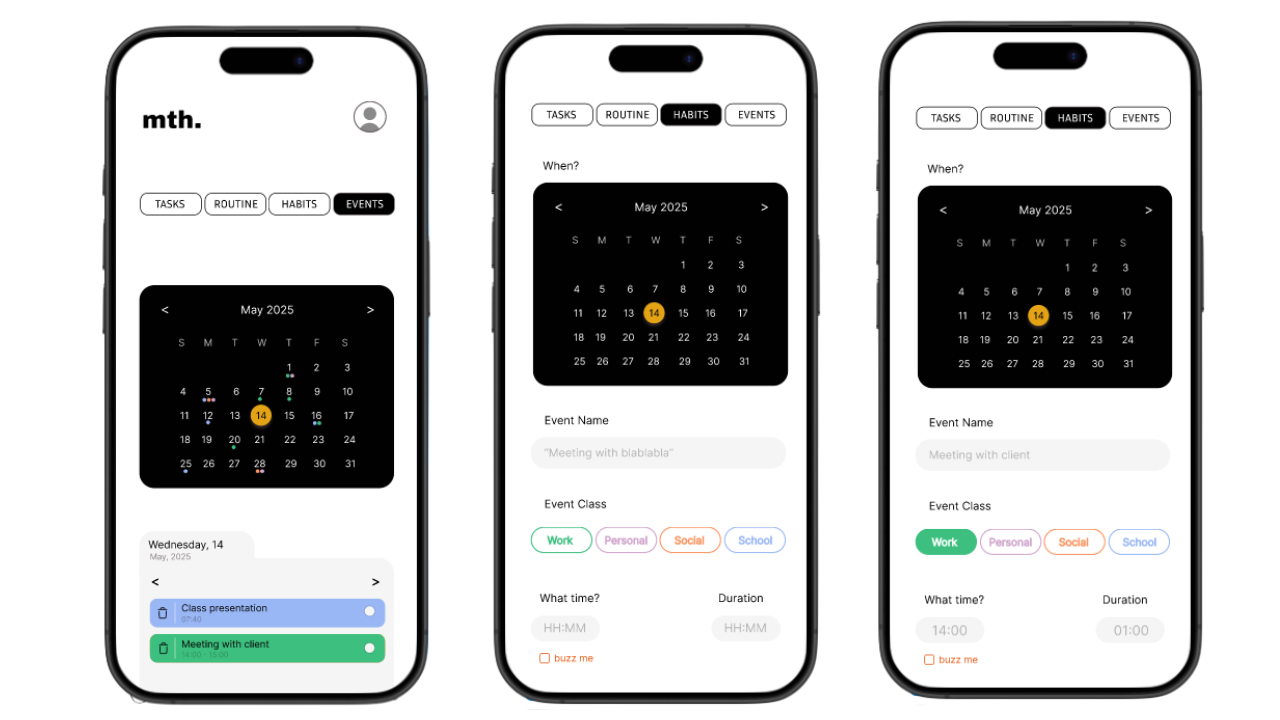 mth.
TASKS ROUTINE HABITS EVENTS
< May 2025 >
S M T W T F S
1 2 3
4 5 6 7 8 9 10
11 12 13 14 15 16 17
18 19 20 21 22 23 24
25 26 27 28 29 30 31
Wednesday, 14
May, 2025
< >
Class presentation
07:40
Meeting with client
14:00 - 15:00
TASKS ROUTINE HABITS EVENTS
When?
< May 2025 >
S M T W T F S
1 2 3
4 5 6 7 8 9 10
11 12 13 14 15 16 17
18 19 20 21 22 23 24
25 26 27 28 29 30 31
Event Name
"Meeting with blablabla"
Event Class
Work Personal Social School
What time? Duration
HH:MM HH:MM
buzz me
TASKS ROUTINE HABITS EVENTS
When?
< May 2025 >
S M T W T F S
1 2 3
4 5 6 7 8 9 10
11 12 13 14 15 16 17
18 19 20 21 22 23 24
25 26 27 28 29 30 31
Event Name
Meeting with client
Event Class
Work Personal Social School
What time? Duration
14:00 01:00
buzz me